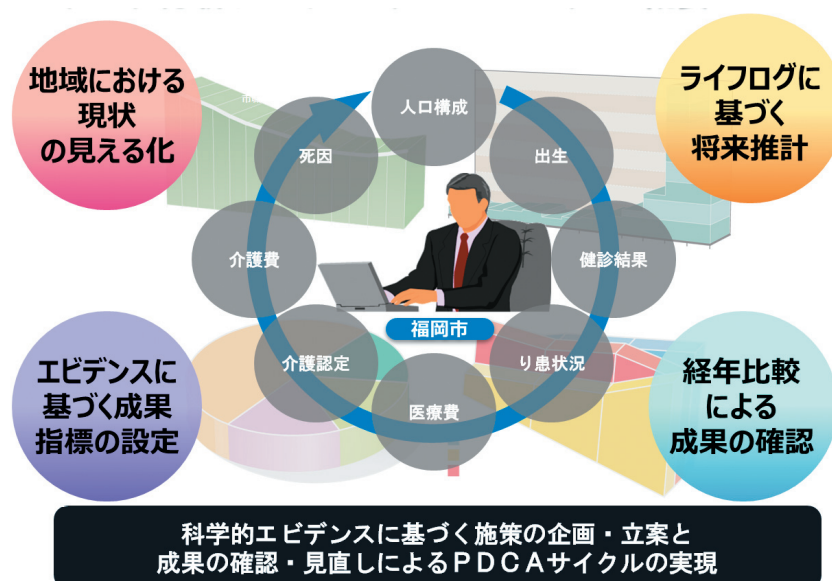 地域における
現状
の見える化
ライフログに
基づく
将来推計
人口構成
死因
出生
介護費
健診結果
福岡市
介護認定
り患状況
医療費
エビデンスに
基づく成果
指標の設定
経年比較
による
成果の確認
科学的エビデンスに基づく施策の企画・立案と
成果の確認・見直しによるPDCAサイクルの実現